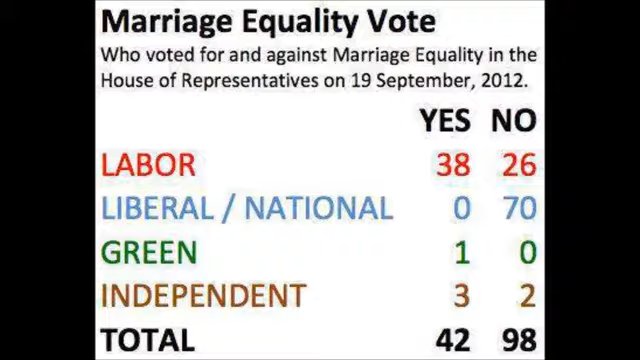 Marriage Equality Vote
Who voted for and against Marriage Equality in the
House of Representatives on 19 September, 2012.
YES NO
LABOR 38 26
LIBERAL / NATIONAL 0 70
GREEN 1 0
INDEPENDENT 3 2
TOTAL 42 98